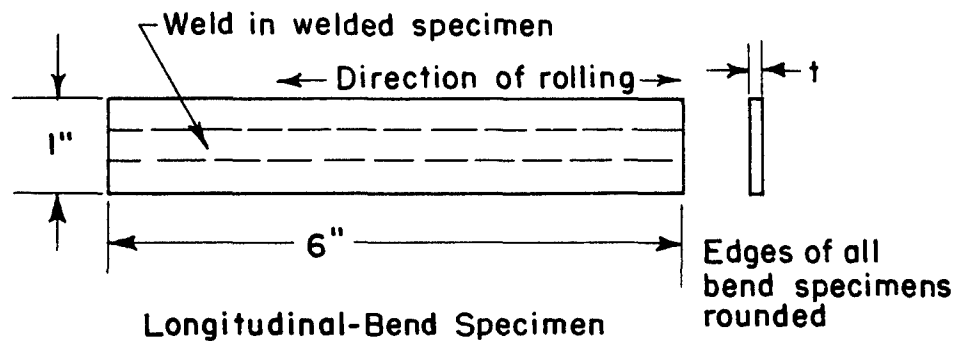 Weld in welded specimen
Direction of rolling
t
1"
6"
Edges of all
bend specimens
rounded
Longitudinal-Bend Specimen